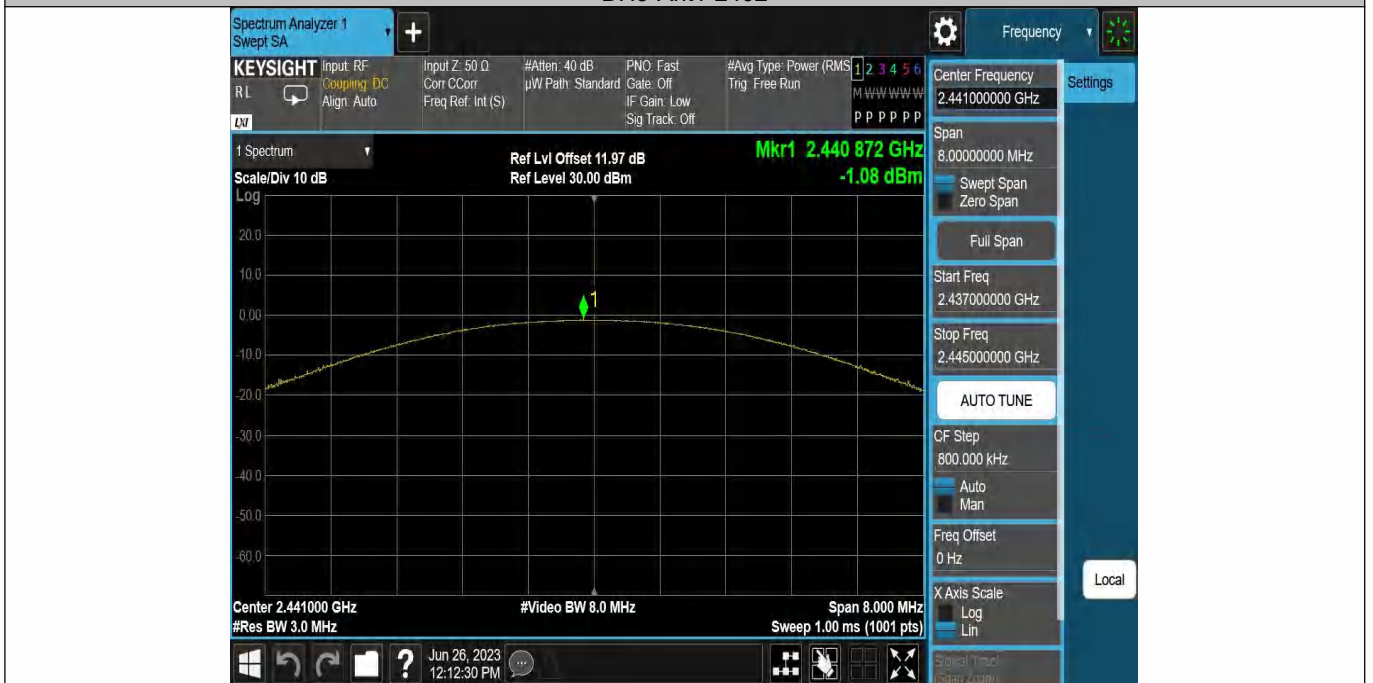 Spectrum Analyzer 1
Swept SA
+
Frequency
KEYSIGHT
RL
LXI
Input: RF
Coupling: DC
Align: Auto
Input Z: 50 Ω
Corr CCorr
Freq Ref: Int (S)
#Atten: 40 dB
µW Path: Standard
PNO: Fast
Gate: Off
IF Gain: Low
Sig Track: Off
#Avg Type: Power (RMS
Trig: Free Run
1 2 3 4 5 6
M W W W W W
P P P P P P
Center Frequency
2.441000000 GHz
Settings
Span
8.00000000 MHz
Swept Span
Zero Span
Full Span
Start Freq
2.437000000 GHz
Stop Freq
2.445000000 GHz
AUTO TUNE
CF Step
800.000 kHz
Auto
Man
Freq Offset
0 Hz
X Axis Scale
Log
Lin
Signal Track
(Span Zoom)
Local
1 Spectrum
Scale/Div 10 dB
Ref Lvl Offset 11.97 dB
Ref Level 30.00 dBm
Mkr1 2.440 872 GHz
-1.08 dBm
Log
20.0
10.0
0.00
-10.0
-20.0
-30.0
-40.0
-50.0
-60.0
1
Center 2.441000 GHz
#Res BW 3.0 MHz
#Video BW 8.0 MHz
Span 8.000 MHz
Sweep 1.00 ms (1001 pts)
?
Jun 26, 2023
12:12:30 PM